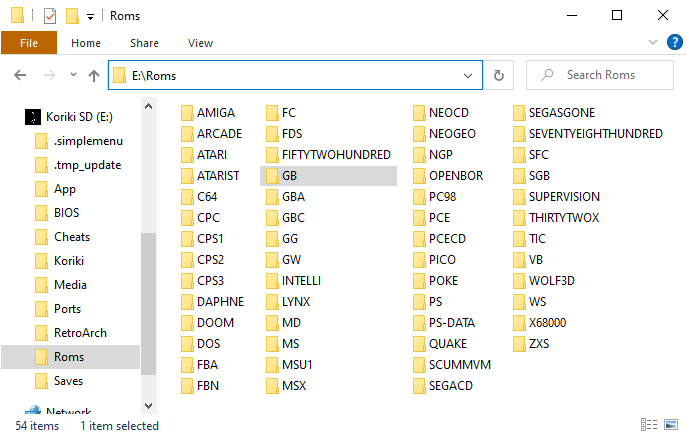 Roms
File Home Share View
E:\Roms
Search Roms
Koriki SD (E:)
.simplemenu
.tmp_update
App
BIOS
Cheats
Koriki
Media
Ports
RetroArch
Roms
Saves
Network
AMIGA
ARCADE
ATARI
ATARIST
C64
CPC
CPS1
CPS2
CPS3
DAPHNE
DOOM
DOS
FBA
FBN
FC
FDS
FIFTYTWOHUNDRED
GB
GBA
GBC
GG
GW
INTELLI
LYNX
MD
MS
MSU1
MSX
NEOCD
NEOGEO
NGP
OPENBOR
PC98
PCE
PCECD
PICO
POKE
PS
PS-DATA
QUAKE
SCUMMVM
SEGACD
SEGASGONE
SEVENTYEIGHTHUNDRED
SFC
SGB
SUPERVISION
THIRTYTWOX
TIC
VB
WOLF3D
WS
X68000
ZXS
54 items 1 item selected